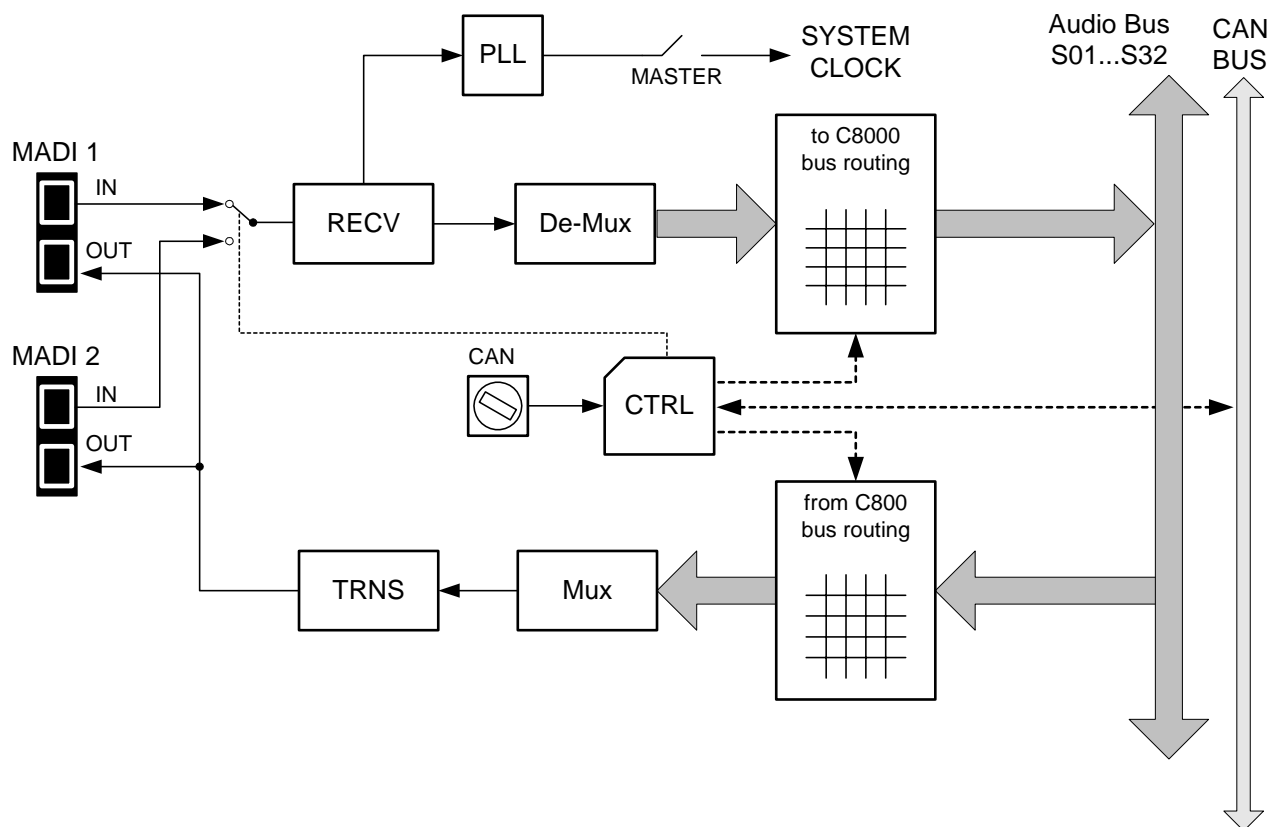 PLL
MASTER
SYSTEM
CLOCK
Audio Bus
S01...S32
CAN
BUS
MADI 1
IN
OUT
RECV
De-Mux
to C8000
bus routing
MADI 2
IN
OUT
CAN
CTRL
from C800
bus routing
TRNS
Mux